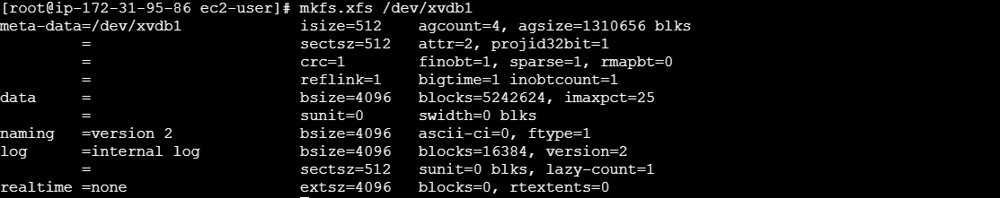 [root@ip-172-31-95-86 ec2-user]# mkfs.xfs /dev/xvdb1
meta-data=/dev/xvdb1             isize=512    agcount=4, agsize=1310656 blks
         =                       sectsz=512   attr=2, projid32bit=1
         =                       crc=1        finobt=1, sparse=1, rmapbt=0
         =                       reflink=1    bigtime=1 inobtcount=1
data     =                       bsize=4096   blocks=5242624, imaxpct=25
         =                       sunit=0      swidth=0 blks
naming   =version 2              bsize=4096   ascii-ci=0, ftype=1
log      =internal log           bsize=4096   blocks=16384, version=2
         =                       sectsz=512   sunit=0 blks, lazy-count=1
realtime =none                   extsz=4096   blocks=0, rtextents=0